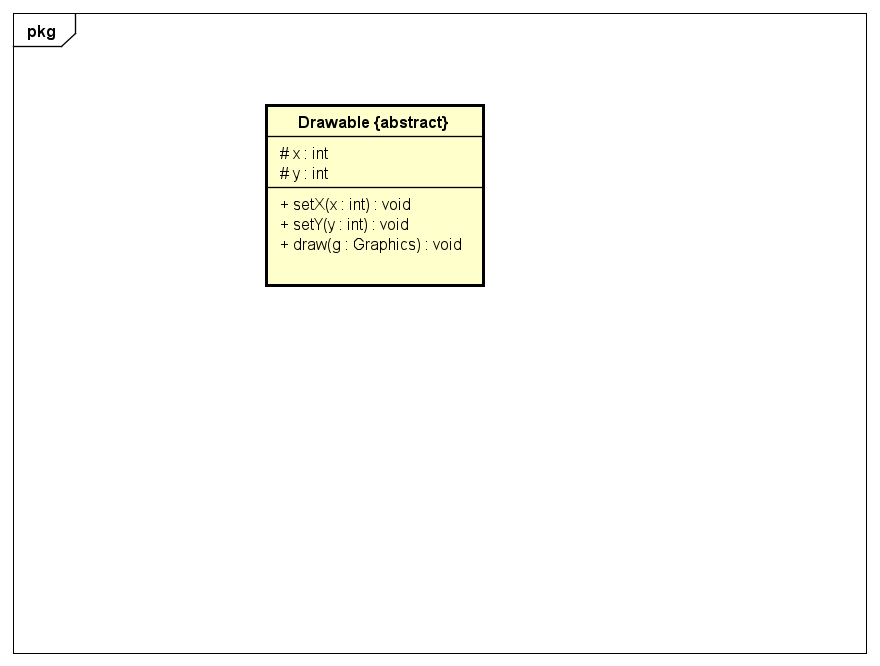 pkg
Drawable {abstract}
# x : int
# y : int
+ setX(x : int) : void
+ setY(y : int) : void
+ draw(g : Graphics) : void